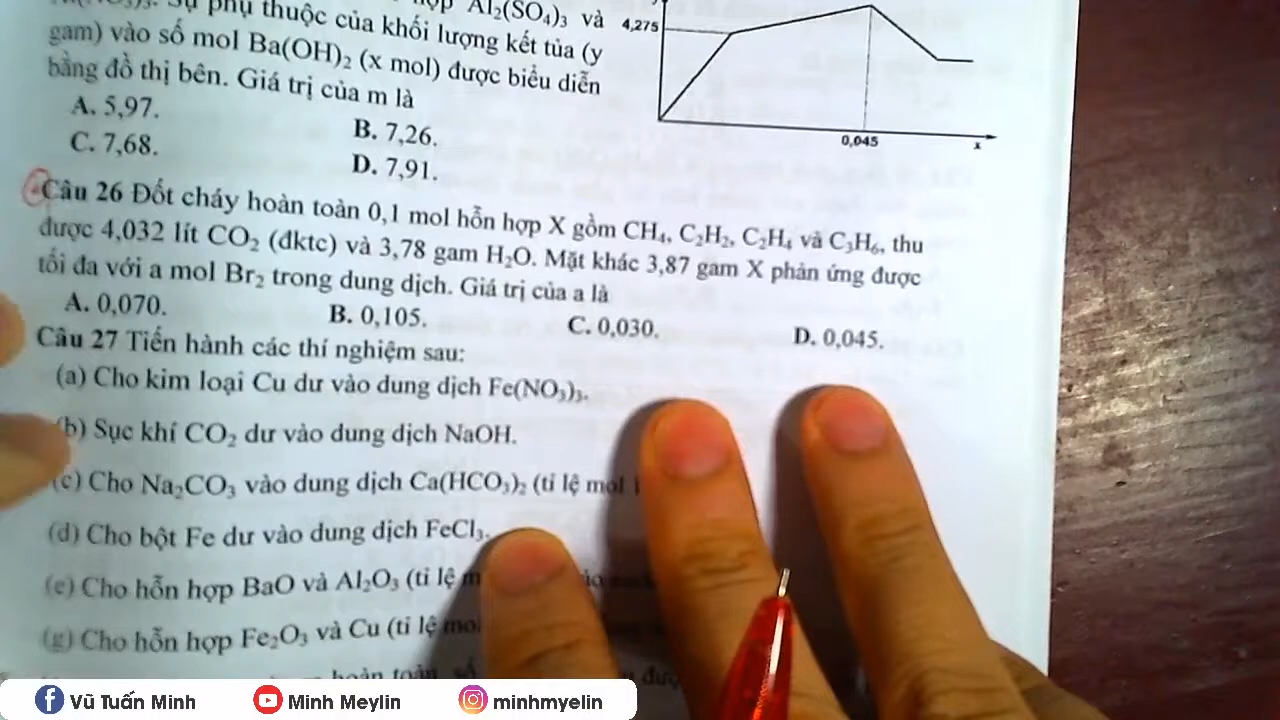 phụ thuộc của khối lượng kết tủa (y
gam) vào số mol Ba(OH)₂ (x mol) được biểu diễn
bằng đồ thị bên. Giá trị của m là
A. 5,97.
B. 7,26.
C. 7,68.
D. 7,91.
4,275
0,045
x
Câu 26 Đốt cháy hoàn toàn 0,1 mol hỗn hợp X gồm CH₄, C₂H₂, C₂H₄ và C₃H₆, thu
được 4,032 lít CO₂ (đktc) và 3,78 gam H₂O. Mặt khác 3,87 gam X phản ứng được
tối đa với a mol Br₂ trong dung dịch. Giá trị của a là
A. 0,070.
B. 0,105.
C. 0,030.
D. 0,045.
Câu 27 Tiến hành các thí nghiệm sau:
(a) Cho kim loại Cu dư vào dung dịch Fe(NO₃)₃.
(b) Sục khí CO₂ dư vào dung dịch NaOH.
(c) Cho Na₂CO₃ vào dung dịch Ca(HCO₃)₂ (tỉ lệ mol
(d) Cho bột Fe dư vào dung dịch FeCl₃.
(e) Cho hỗn hợp BaO và Al₂O₃ (tỉ lệ
(g) Cho hỗn hợp Fe₂O₃ và Cu (tỉ lệ
hoàn toàn, số
Vũ Tuấn Minh
Minh Meylin
minhmyelin